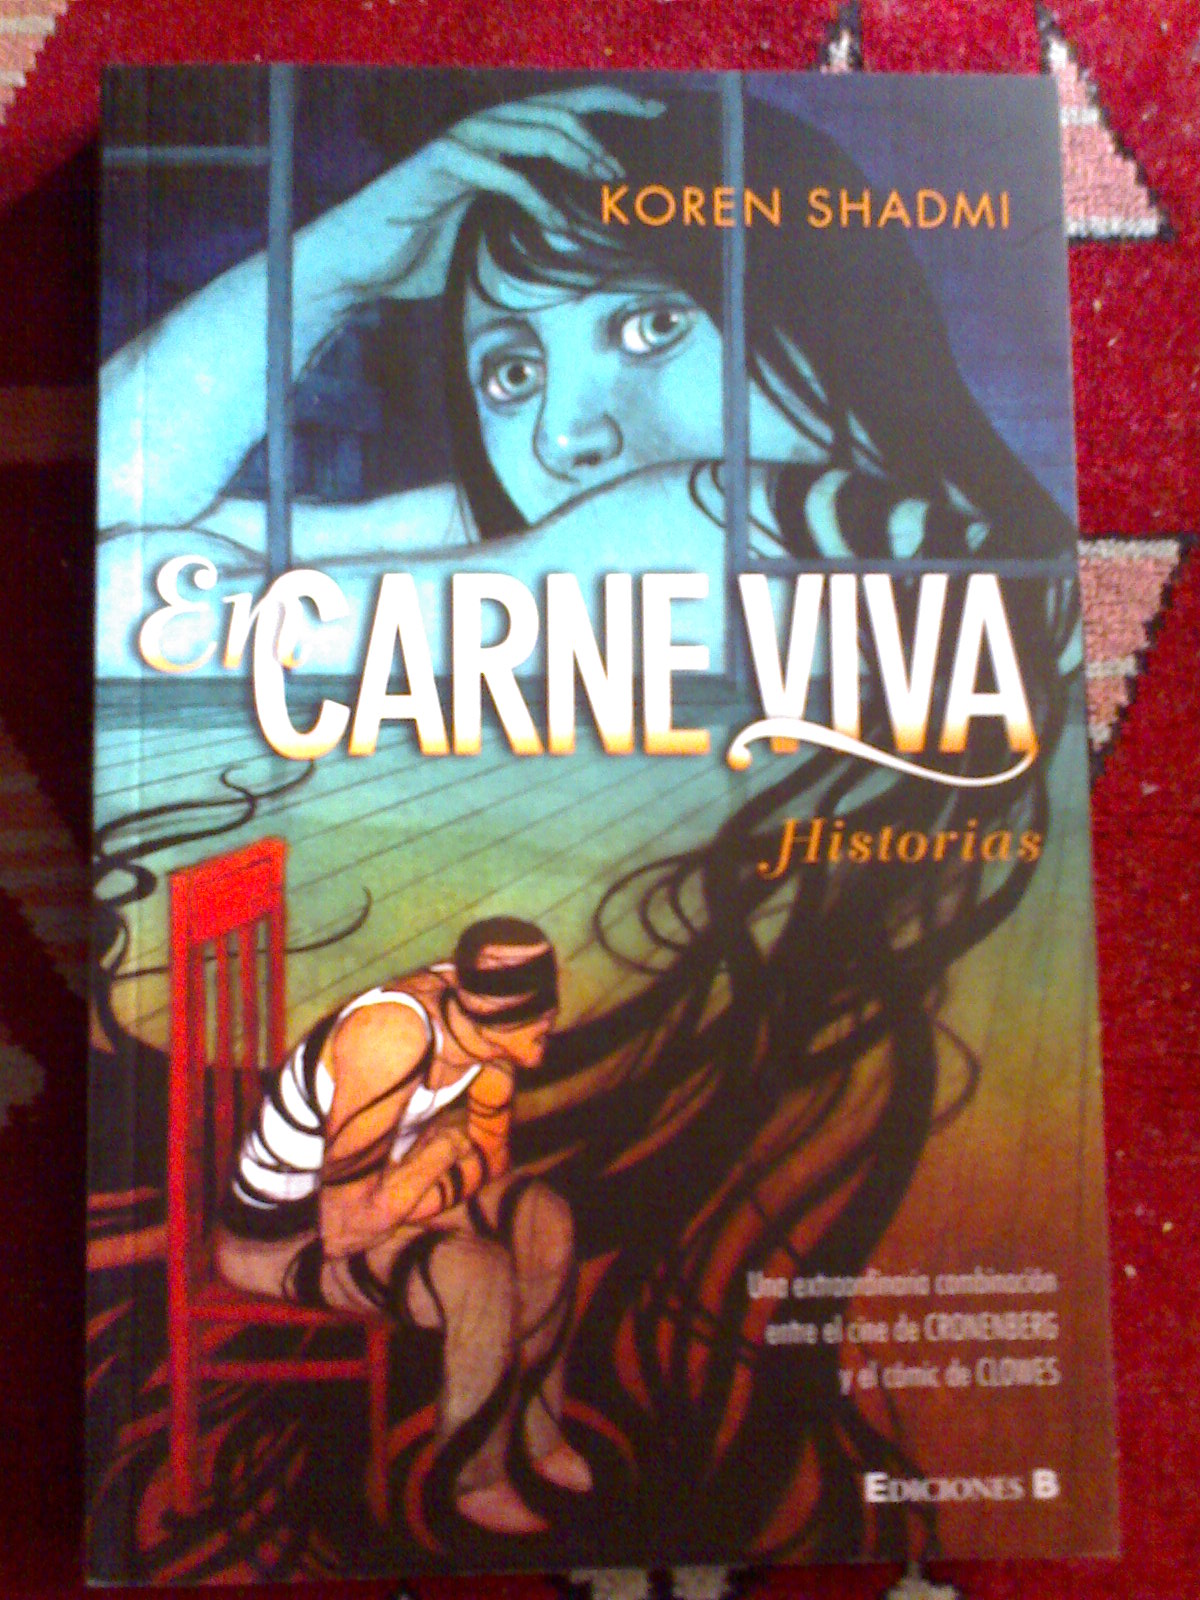 KOREN SHADMI
En CARNE VIVA
Historias
Una extraordinaria combinación
entre el cine de CRONENBERG
y el cómic de CLOWES
EDICIONES B